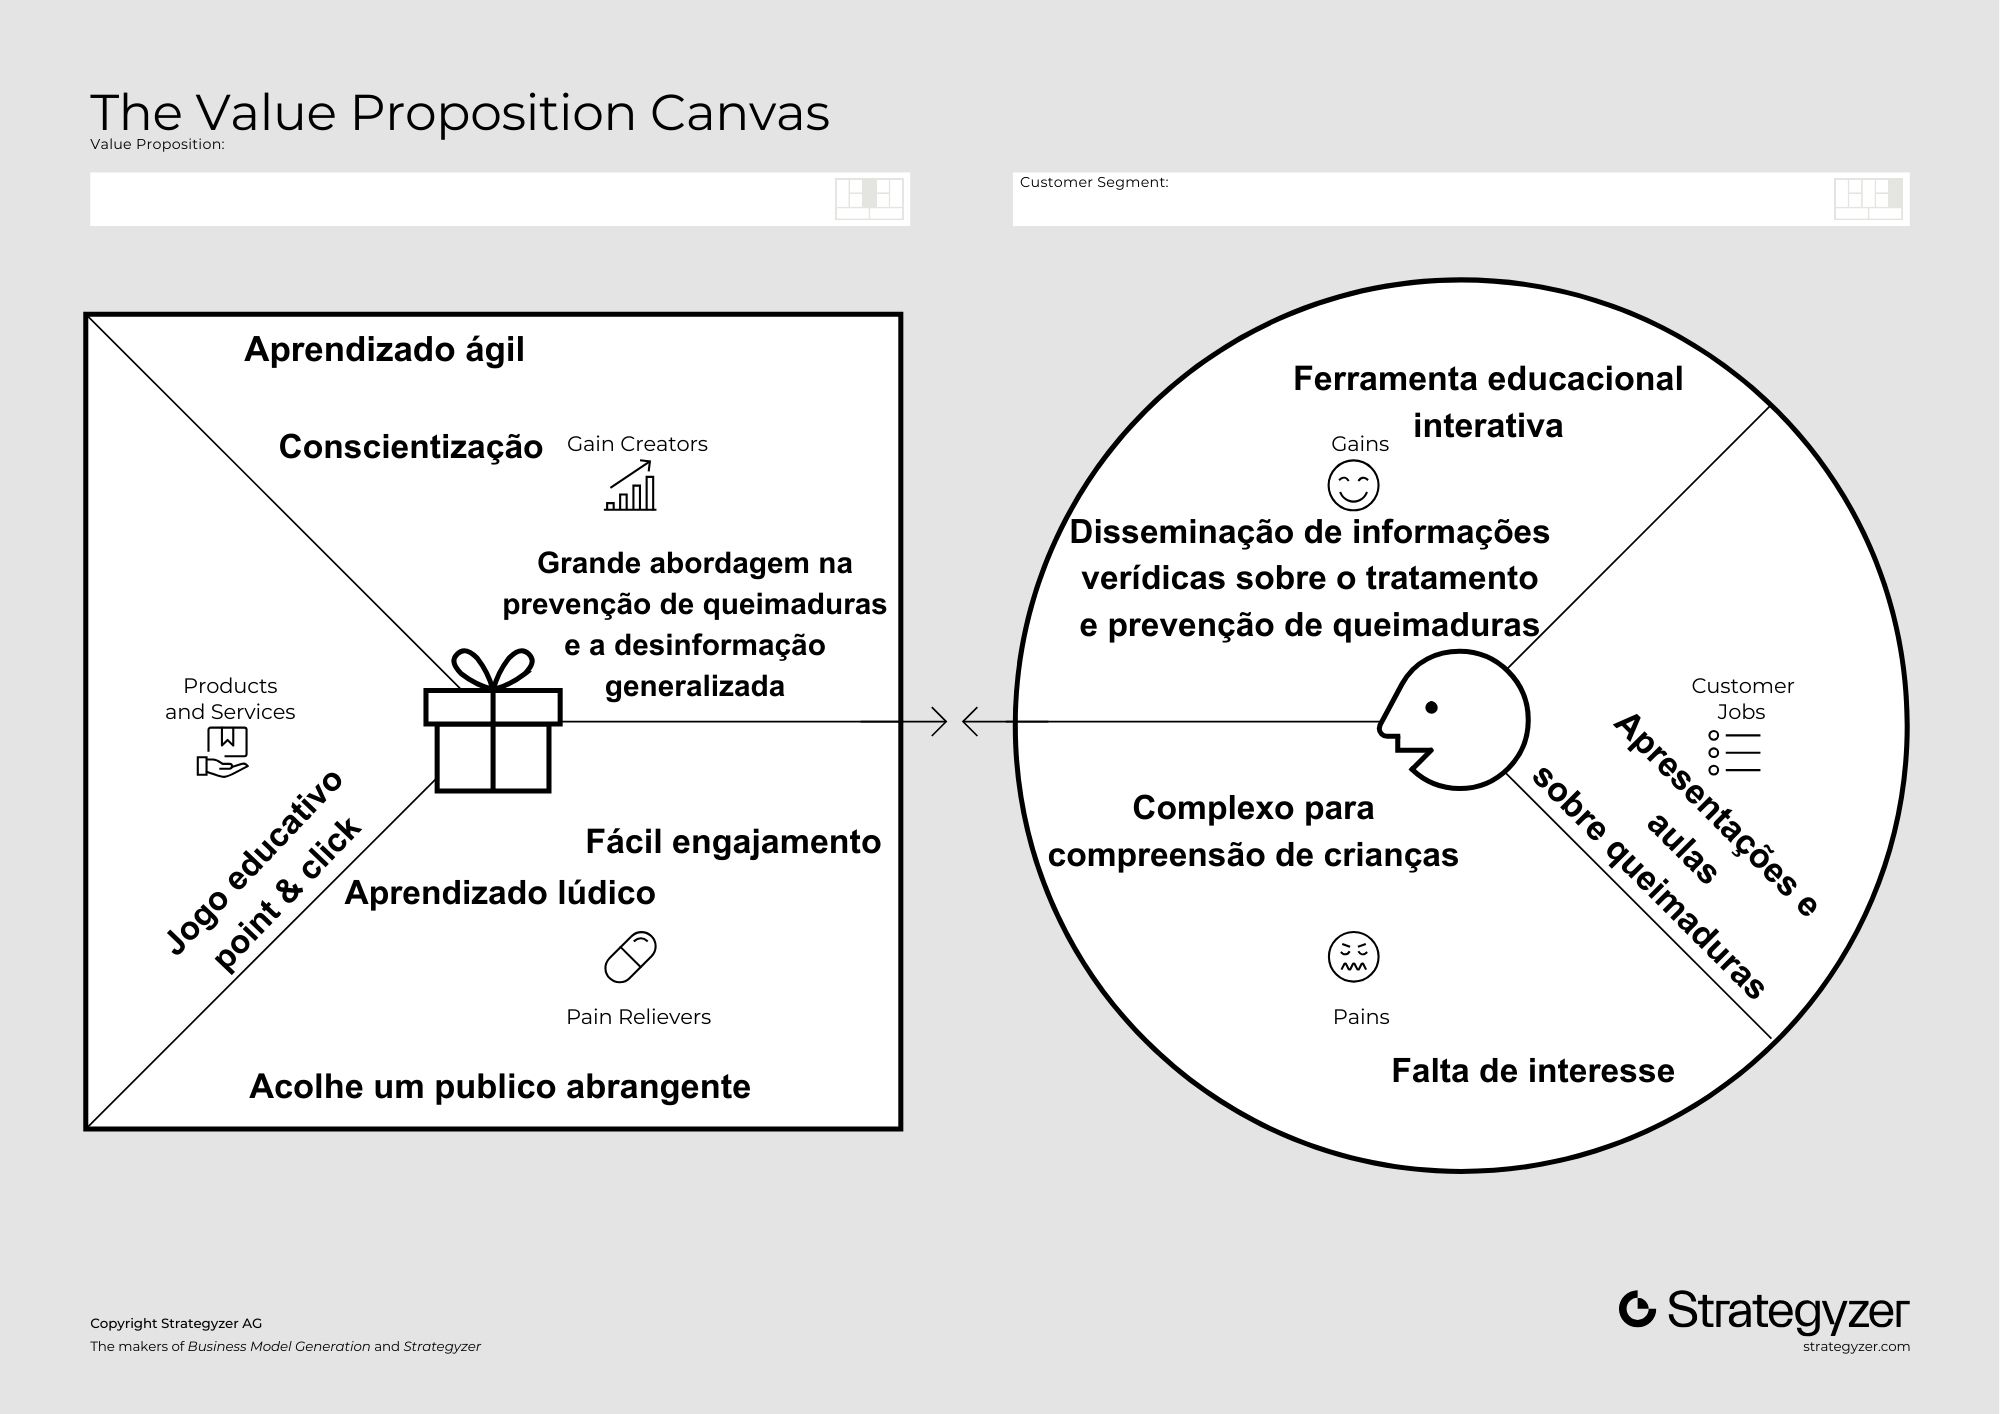 The Value Proposition Canvas
Value Proposition:
Customer Segment:
Aprendizado ágil
Conscientização
Gain Creators
Grande abordagem na
prevenção de queimaduras
e a desinformação
generalizada
Products
and Services
Jogo educativo
point & click
Fácil engajamento
Aprendizado lúdico
Pain Relievers
Acolhe um publico abrangente
Ferramenta educacional
interativa
Gains
Disseminação de informações
verídicas sobre o tratamento
e prevenção de queimaduras
Customer
Jobs
Apresentações e
aulas
sobre queimaduras
Complexo para
compreensão de crianças
Pains
Falta de interesse
Copyright Strategyzer AG
The makers of Business Model Generation and Strategyzer
Strategyzer
strategyzer.com